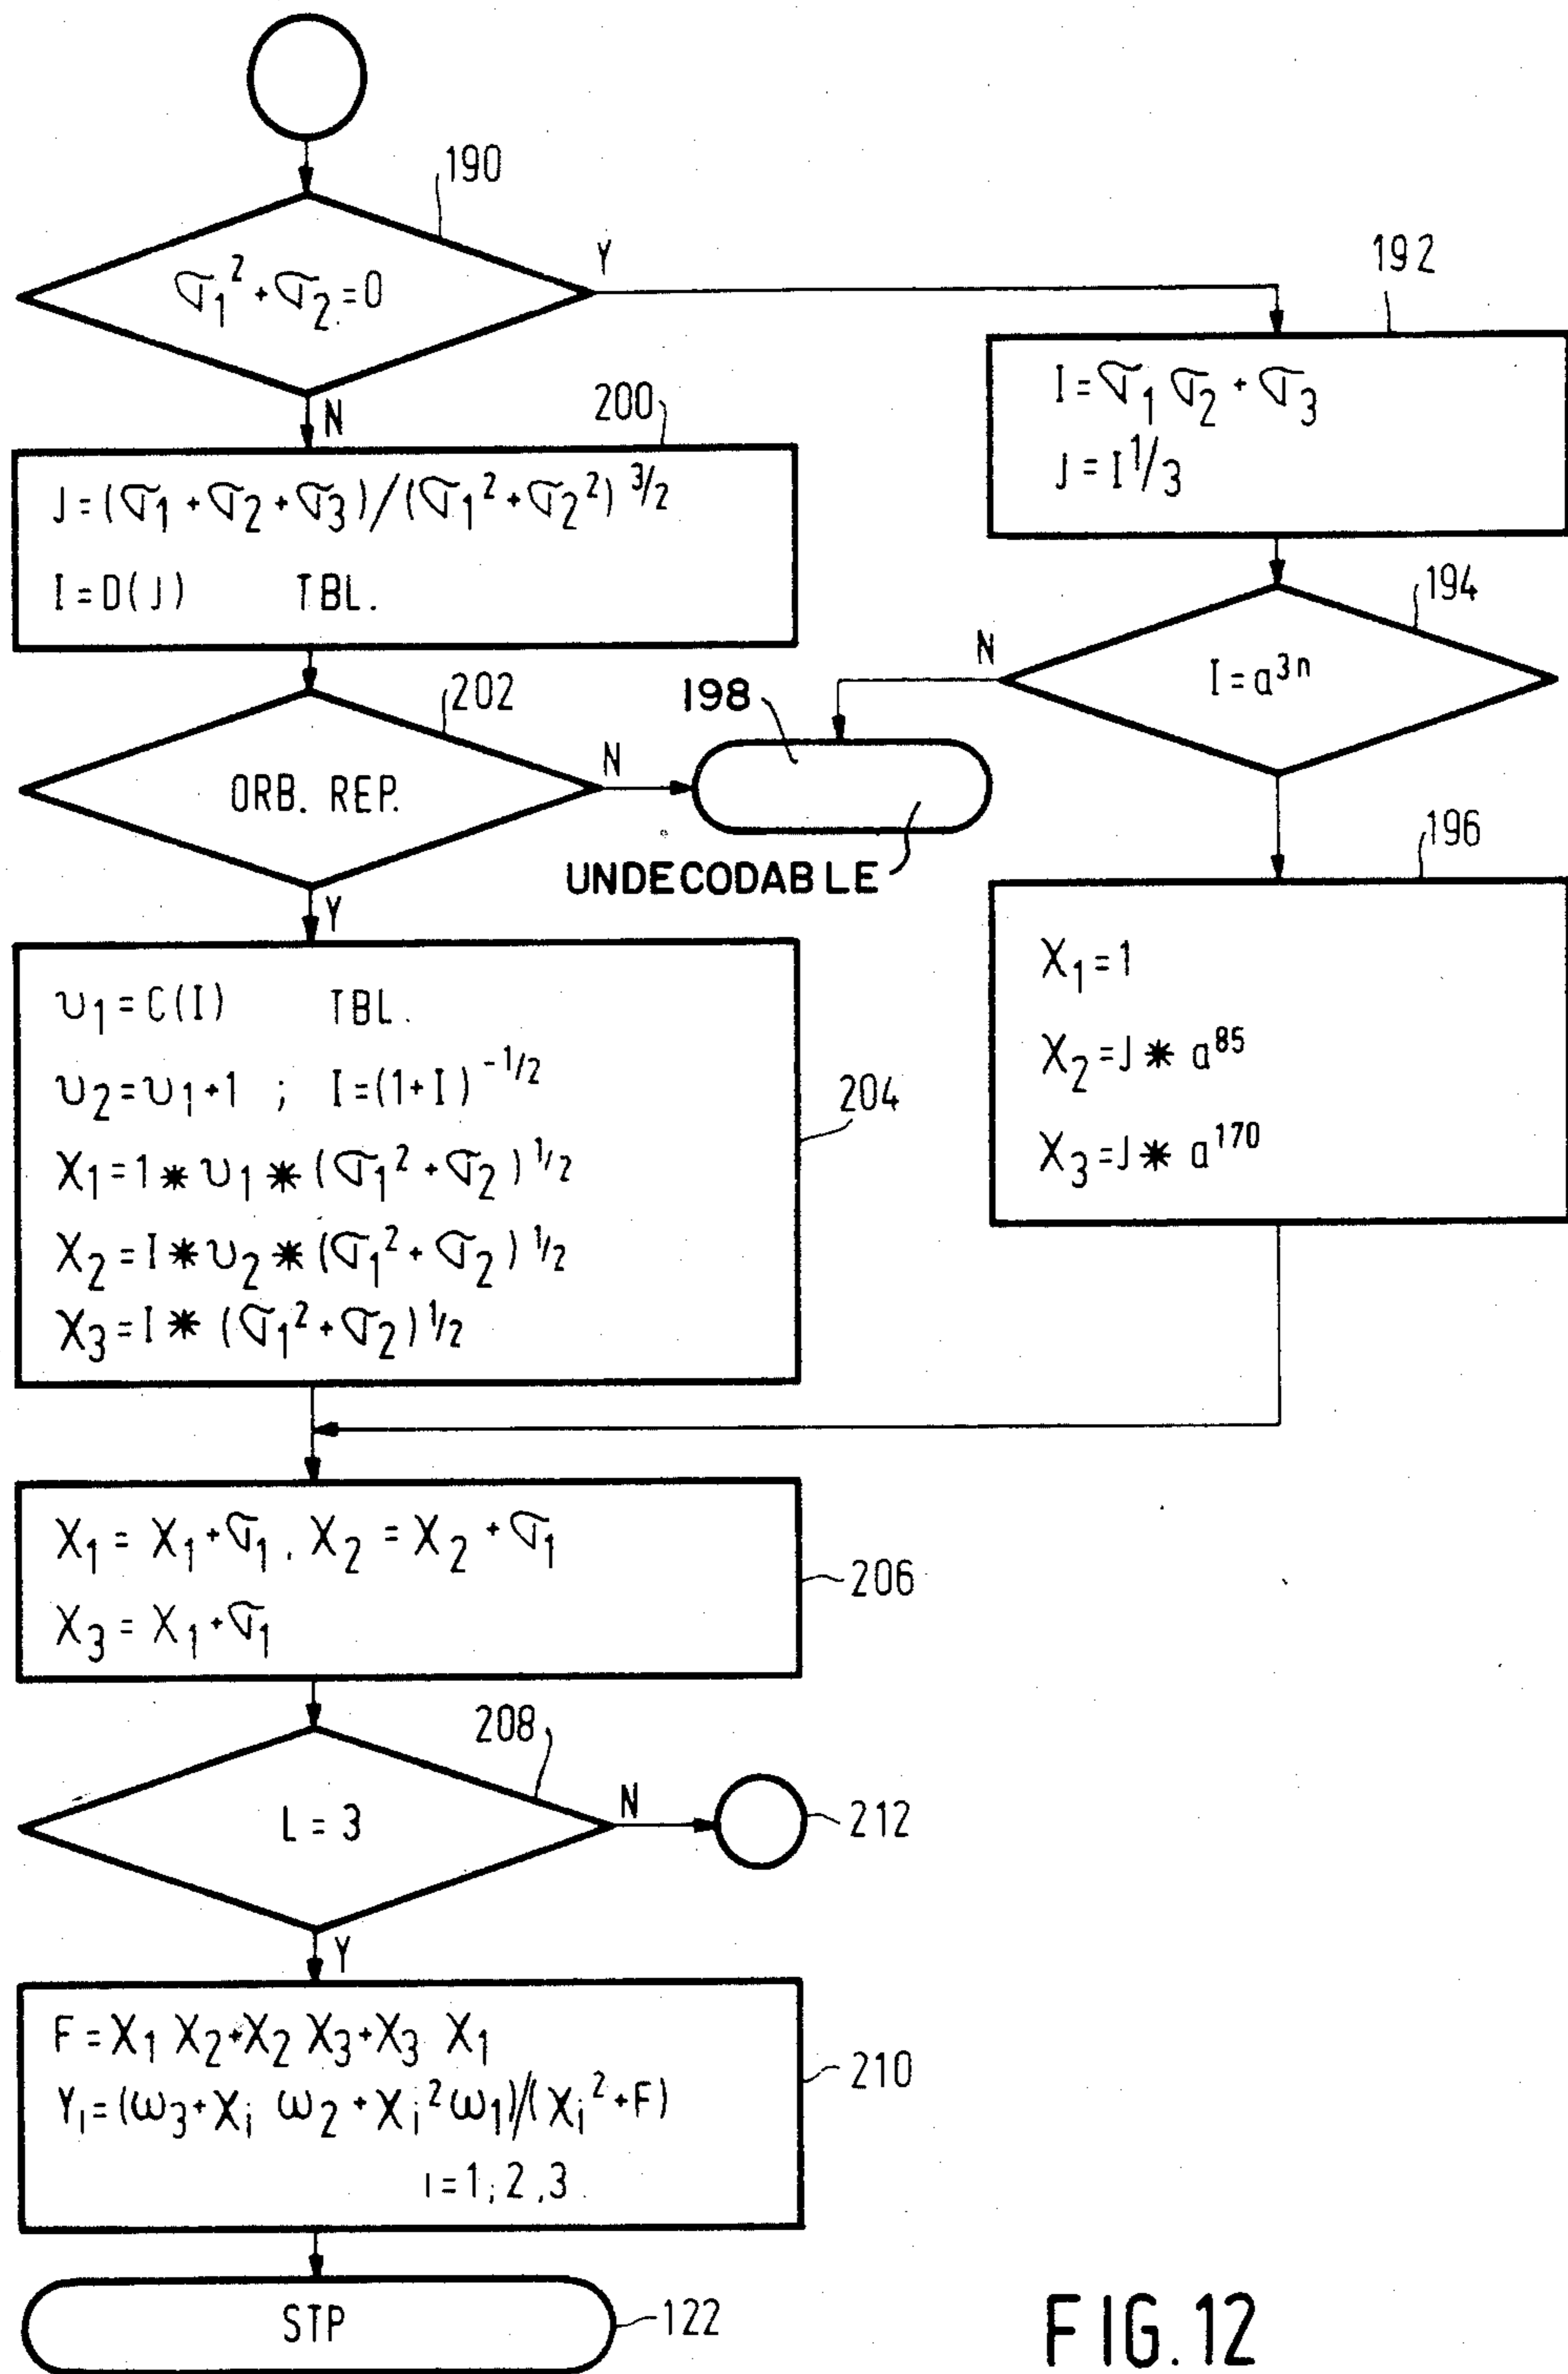 190
σ₁² + σ₂ = 0
Y
N
192
I = σ₁ σ₂ + σ₃
J = I^1/3
200
J = (σ₁ + σ₂ + σ₃) / (σ₁² + σ₂²)^3/2
I = D(J) TBL.
194
I = a^3n
N
202
ORB. REP.
N
Y
198
UNDECODABLE
196
X₁ = 1
X₂ = J * a^85
X₃ = J * a^170
204
υ₁ = C(I) TBL.
υ₂ = υ₁ + 1 ; I = (1+I)^-1/2
X₁ = 1 * υ₁ * (σ₁² + σ₂)^1/2
X₂ = I * υ₂ * (σ₁² + σ₂)^1/2
X₃ = I * (σ₁² + σ₂)^1/2
X₁ = X₁ + σ₁, X₂ = X₂ + σ₁
X₃ = X₁ + σ₁
206
208
L = 3
N
212
Y
F = X₁ X₂ + X₂ X₃ + X₃ X₁
Yı = (ω₃ + Xᵢ ω₂ + Xᵢ² ω₁) / (Xᵢ² + F)
ı = 1, 2, 3
210
STP
122
FIG. 12